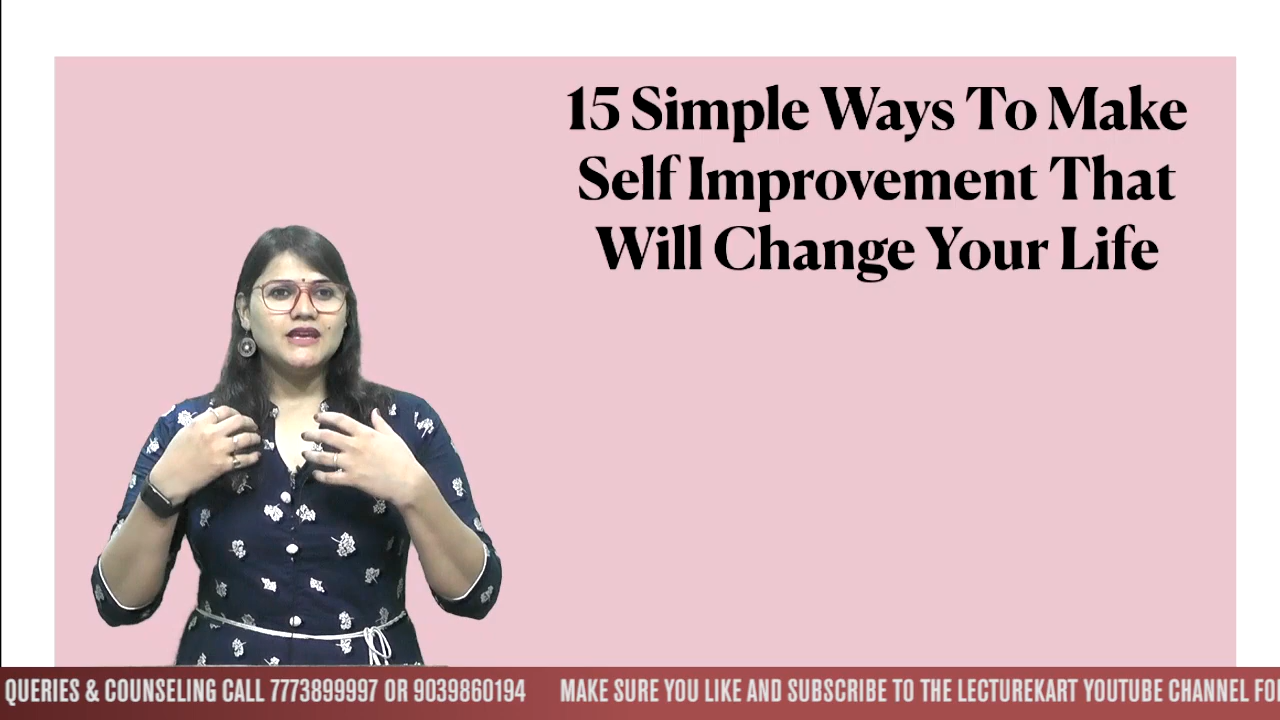 15 Simple Ways To Make
Self Improvement That
Will Change Your Life
QUERIES & COUNSELING CALL 7773899997 OR 9039860194 MAKE SURE YOU LIKE AND SUBSCRIBE TO THE LECTUREKART YOUTUBE CHANNEL